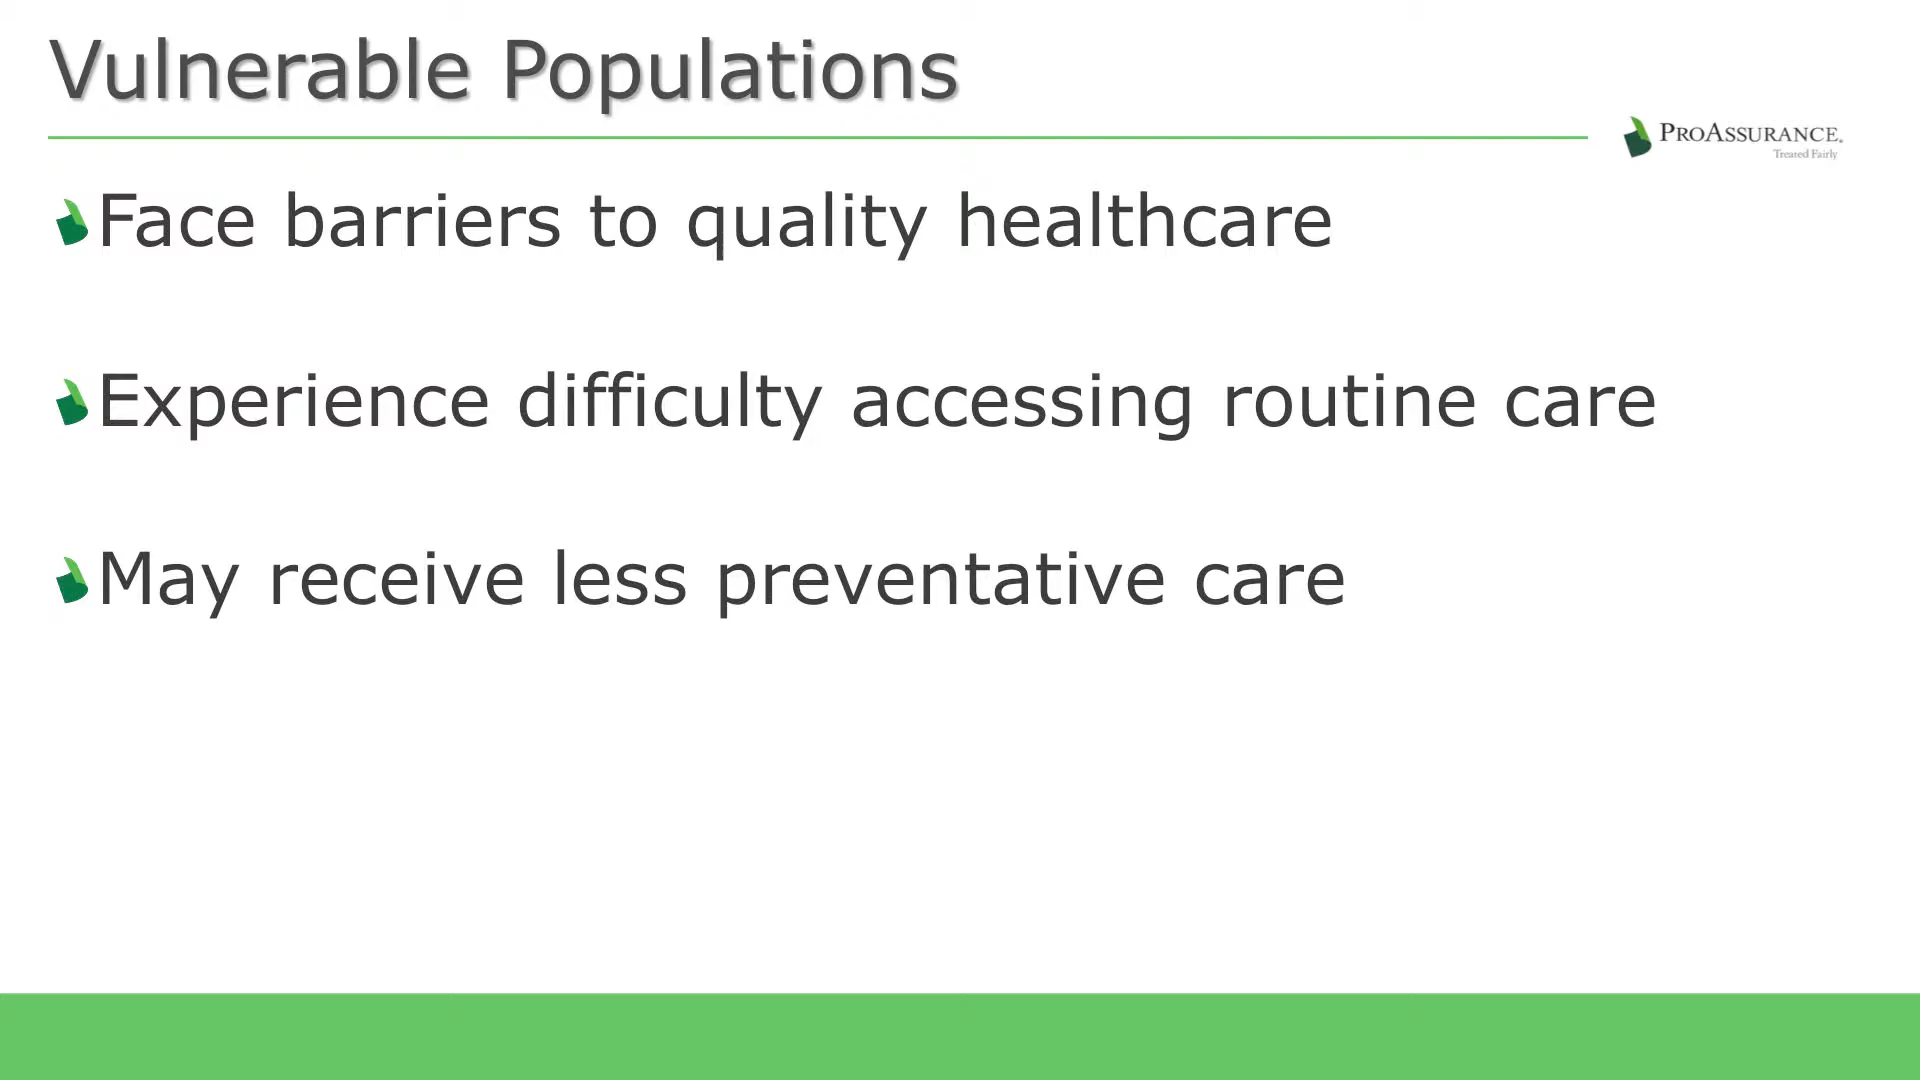 Vulnerable Populations
PROASSURANCE.
Treated Fairly
Face barriers to quality healthcare
Experience difficulty accessing routine care
May receive less preventative care